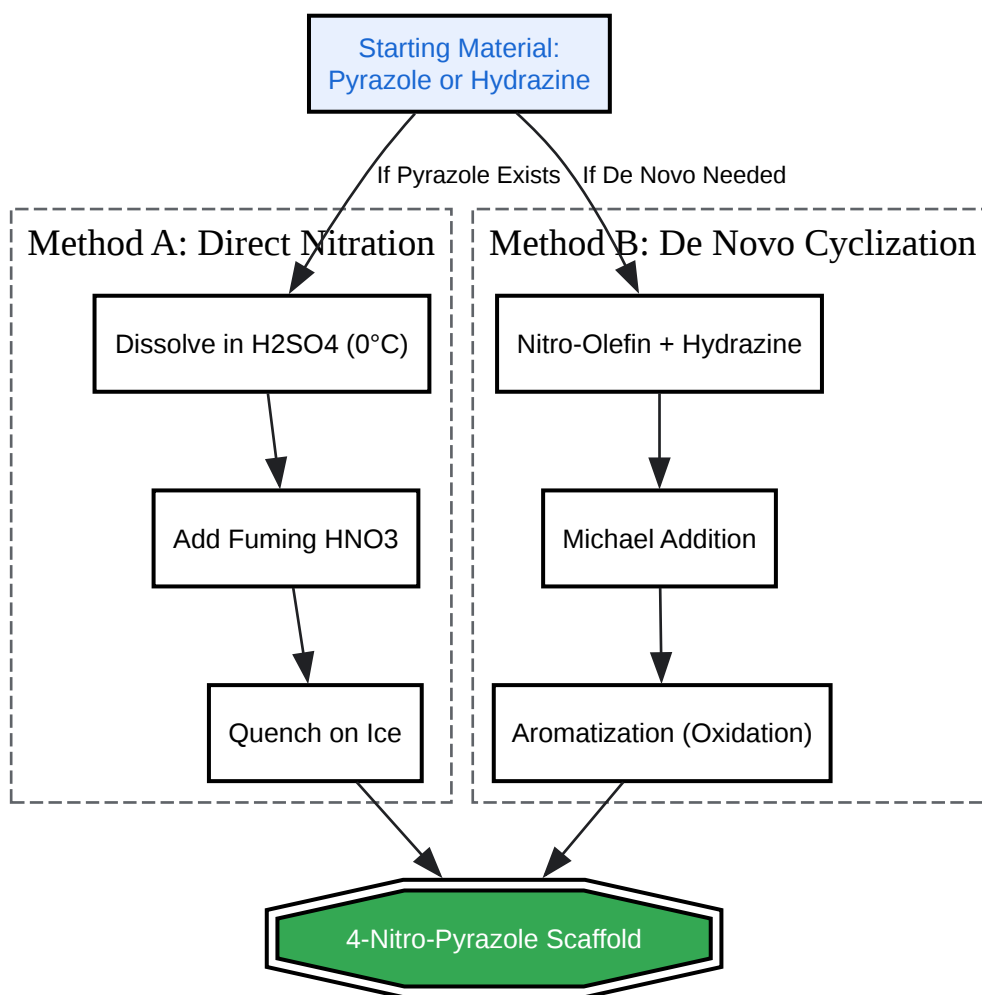 Starting Material:
Pyrazole or Hydrazine
If Pyrazole Exists
If De Novo Needed
Method A: Direct Nitration
Dissolve in H2SO4 (0°C)
Add Fuming HNO3
Quench on Ice
Method B: De Novo Cyclization
Nitro-Olefin + Hydrazine
Michael Addition
Aromatization (Oxidation)
4-Nitro-Pyrazole Scaffold